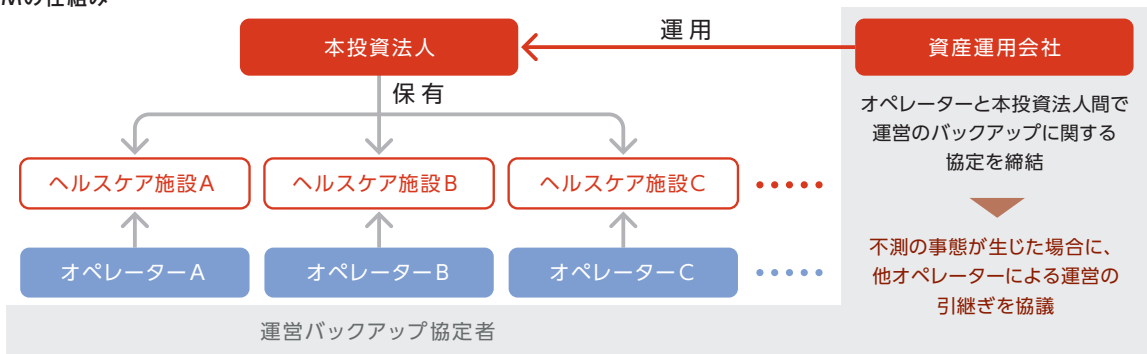 Mの仕組み
本投資法人
運用
資産運用会社
保有
オペレーターと本投資法人間で
運営のバックアップに関する
協定を締結
ヘルスケア施設A
ヘルスケア施設B
ヘルスケア施設C
•••••
不測の事態が生じた場合に、
他オペレーターによる運営の
引継ぎを協議
オペレーターA
オペレーターB
オペレーターC
•••••
運営バックアップ協定者